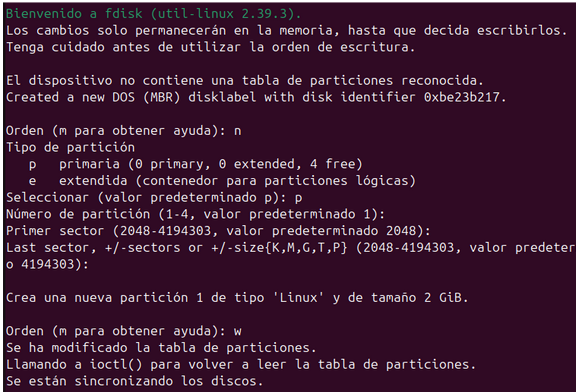 Bienvenido a fdisk (util-linux 2.39.3).
Los cambios solo permanecerán en la memoria, hasta que decida escribirlos.
Tenga cuidado antes de utilizar la orden de escritura.

El dispositivo no contiene una tabla de particiones reconocida.
Created a new DOS (MBR) disklabel with disk identifier 0xbe23b217.

Orden (m para obtener ayuda): n
Tipo de partición
   p   primaria (0 primary, 0 extended, 4 free)
   e   extendida (contenedor para particiones lógicas)
Seleccionar (valor predeterminado p): p
Número de partición (1-4, valor predeterminado 1):
Primer sector (2048-4194303, valor predeterminado 2048):
Last sector, +/-sectors or +/-size{K,M,G,T,P} (2048-4194303, valor predeter
o 4194303):

Crea una nueva partición 1 de tipo 'Linux' y de tamaño 2 GiB.

Orden (m para obtener ayuda): w
Se ha modificado la tabla de particiones.
Llamando a ioctl() para volver a leer la tabla de particiones.
Se están sincronizando los discos.